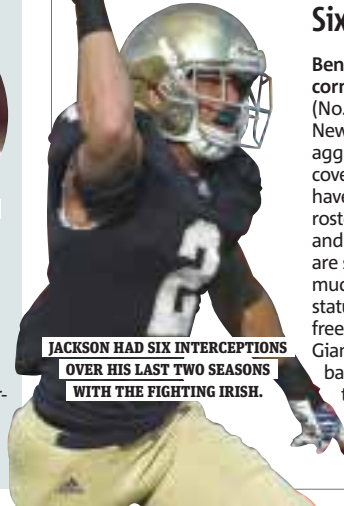 Six
Ben
corn
(No.
New
agg
cove
have
rost
and
are s
muc
statu
free
Gian
ba
t
r-
2
JACKSON HAD SIX INTERCEPTIONS
OVER HIS LAST TWO SEASONS
WITH THE FIGHTING IRISH.